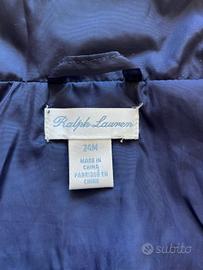 Ralph Lauren
24M
MADE IN
CHINA
FABRIQUÉ EN
CHINE
subito